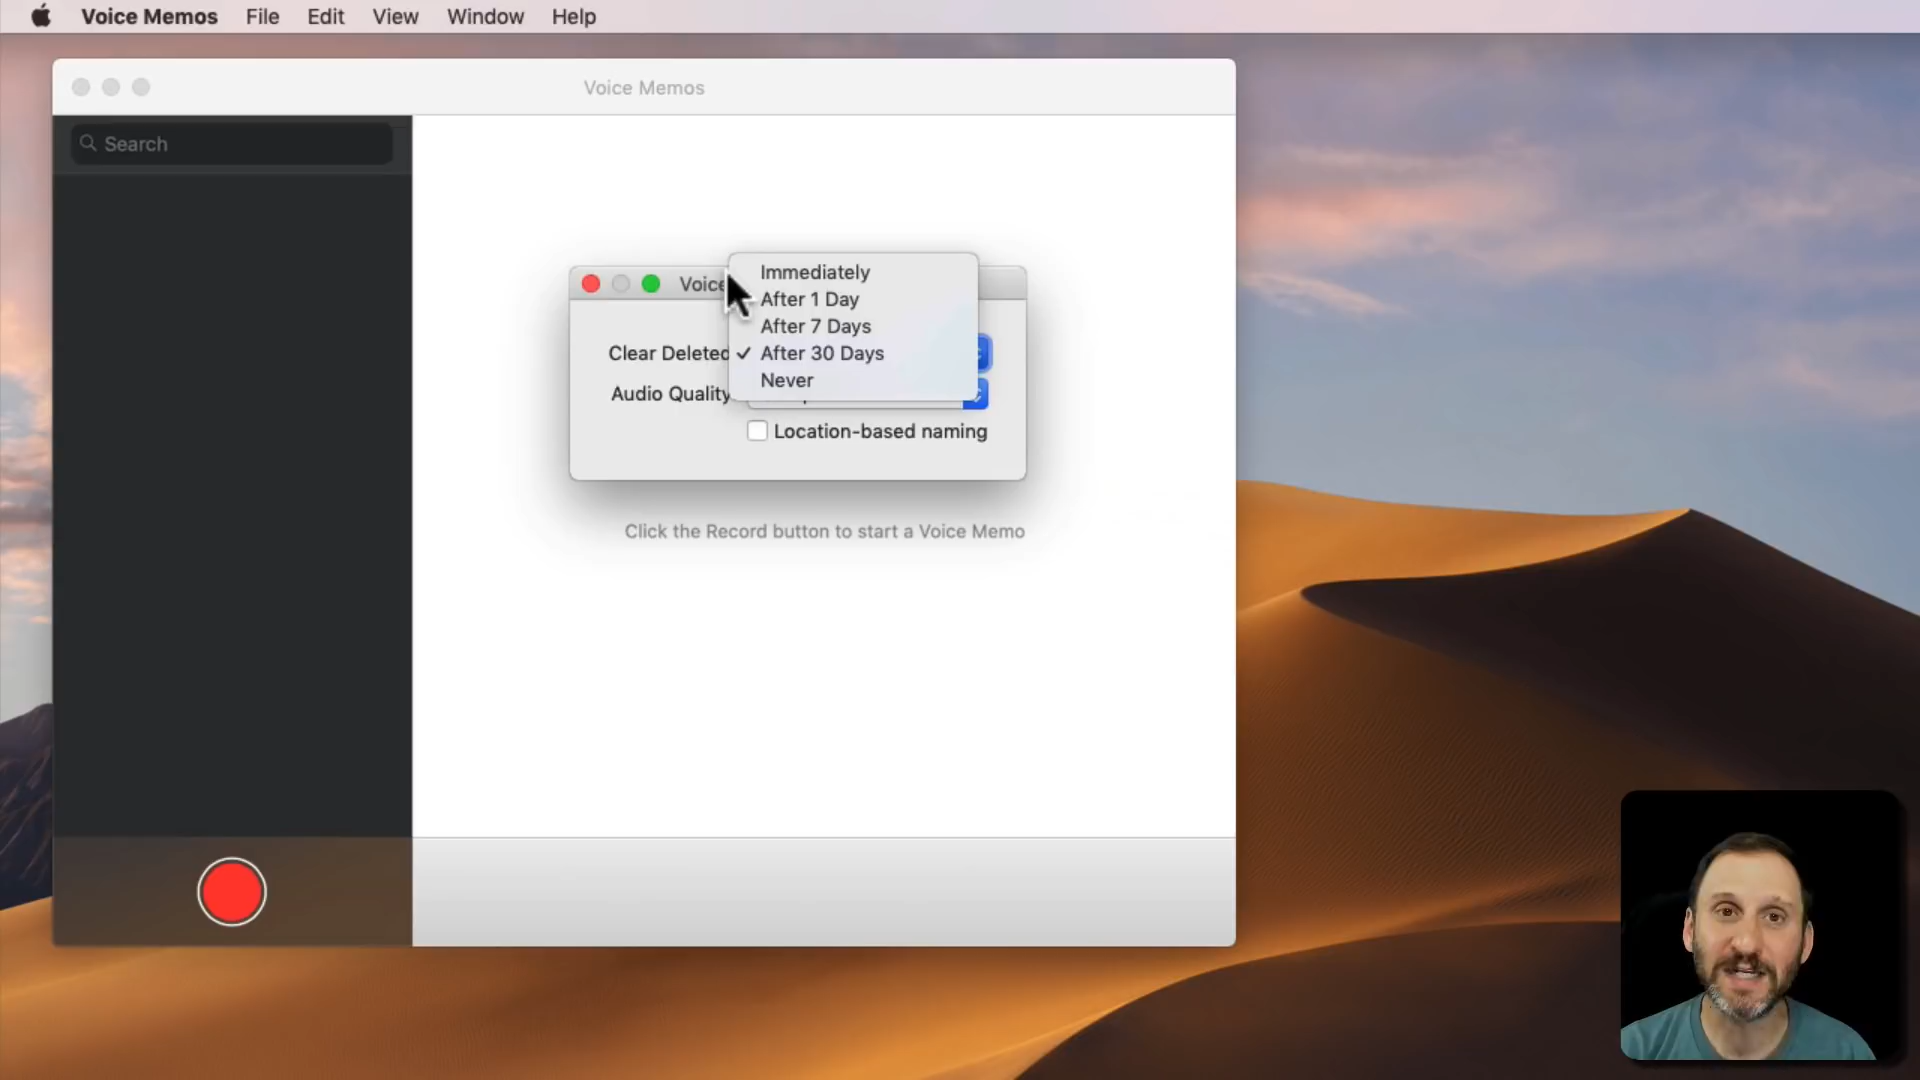 Voice Memos File Edit View Window Help
Voice Memos
Search
Immediately
Voice
After 1 Day
After 7 Days
Clear Deleted ✓ After 30 Days
Never
Audio Quality
Location-based naming
Click the Record button to start a Voice Memo